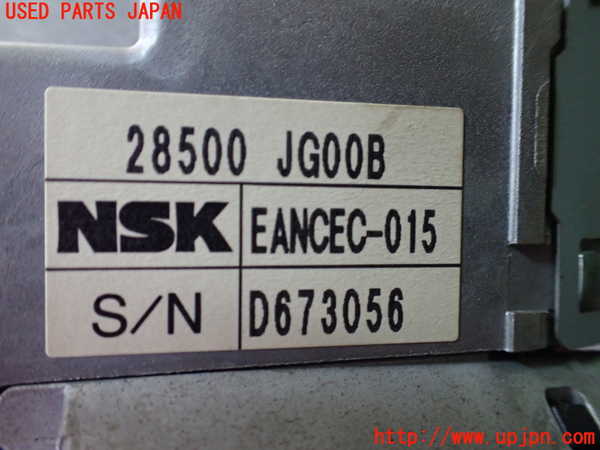 USED PARTS JAPAN
28500 JG00B
NSK EANCEC-015
S/N D673056
http://www.upjpn.com/